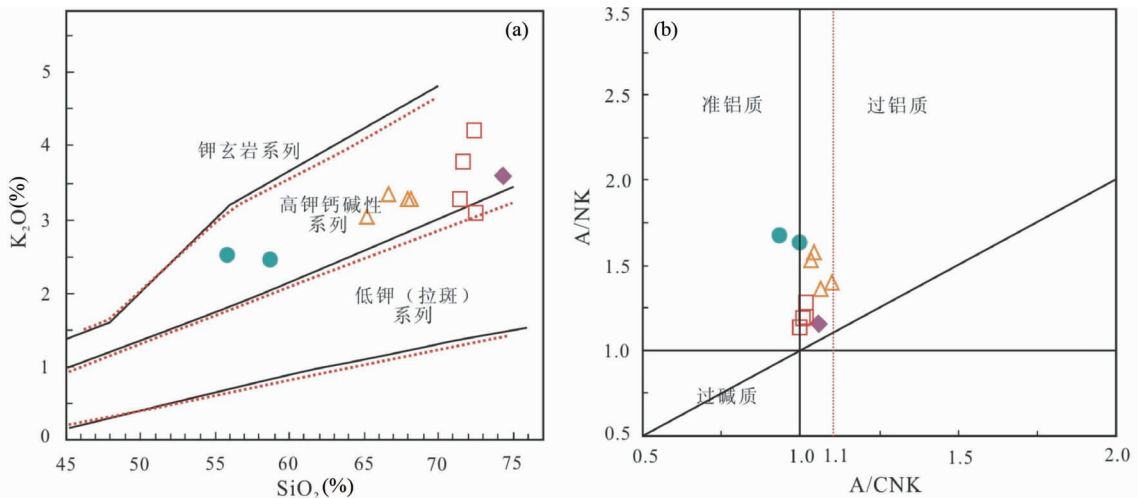 (a)
5
4
3
2
1
0
K₂O(%)
钾玄岩系列
高钾钙碱性
系列
低钾（拉斑）
系列
45
50
55
60
65
70
75
SiO₂(%)
(b)
3.5
3.0
2.5
2.0
1.5
1.0
0.5
A/NK
准铝质
过铝质
过碱质
0.5
1.0
1.1
1.5
2.0
A/CNK